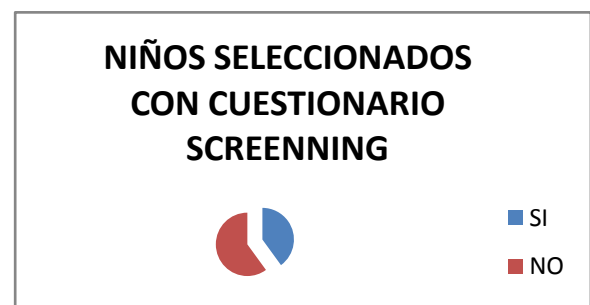 NIÑOS SELECCIONADOS
CON CUESTIONARIO
SCREENNING
SI
NO